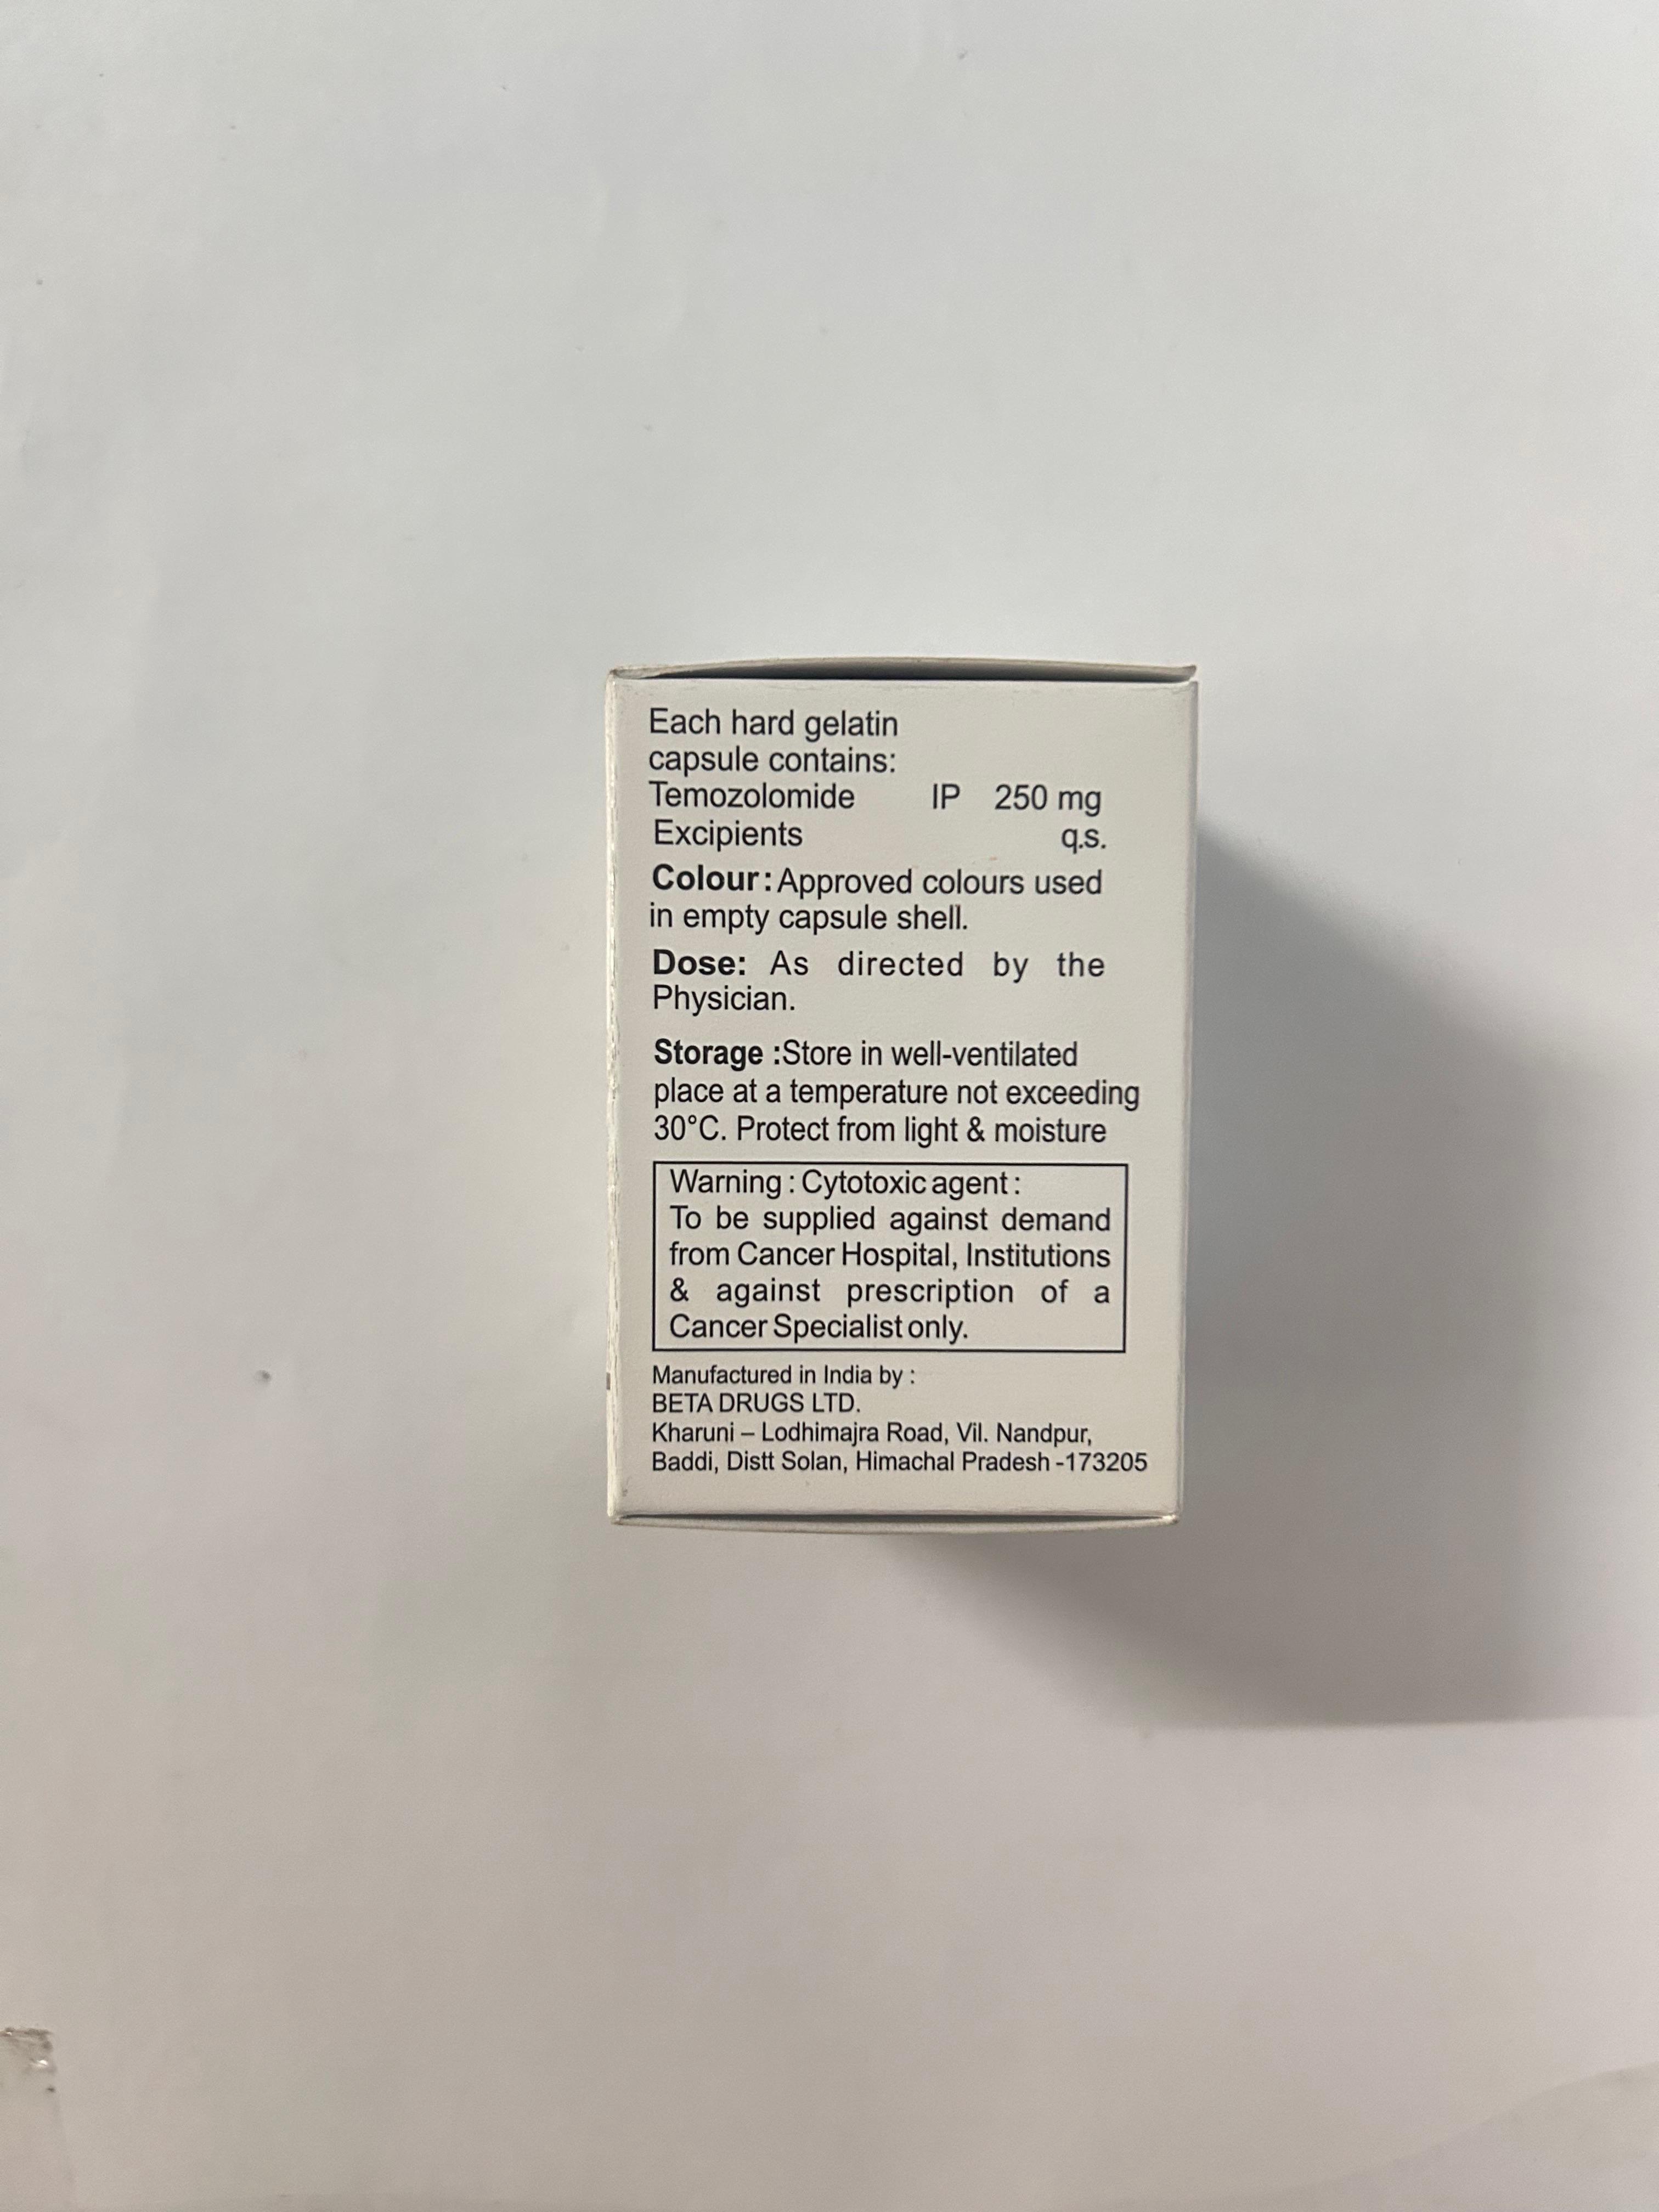 Each hard gelatin
capsule contains:
Temozolomide IP 250 mg
Excipients q.s.
Colour: Approved colours used
in empty capsule shell.
Dose: As directed by the
Physician.
Storage :Store in well-ventilated
place at a temperature not exceeding
30°C. Protect from light & moisture
Warning : Cytotoxic agent :
To be supplied against demand
from Cancer Hospital, Institutions
& against prescription of a
Cancer Specialist only.
Manufactured in India by :
BETA DRUGS LTD.
Kharuni – Lodhimajra Road, Vil. Nandpur,
Baddi, Distt Solan, Himachal Pradesh -173205